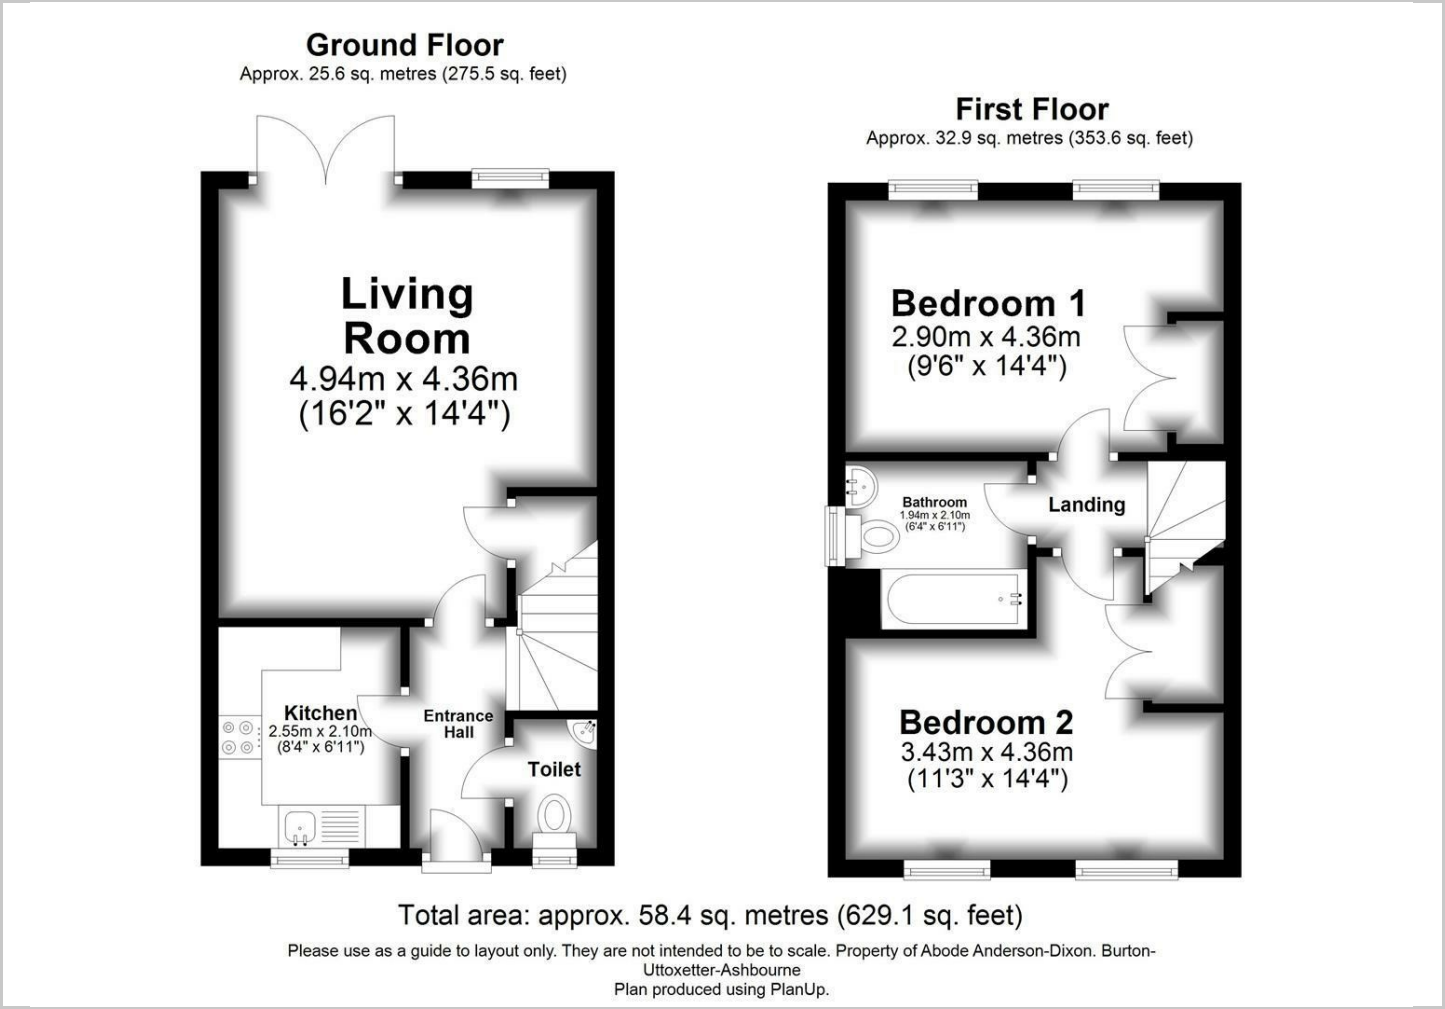 Ground Floor
Approx. 25.6 sq. metres (275.5 sq. feet)
Living
Room
4.94m x 4.36m
(16'2" x 14'4")
Kitchen
2.55m x 2.10m
(8'4" x 6'11")
Entrance
Hall
Toilet
First Floor
Approx. 32.9 sq. metres (353.6 sq. feet)
Bedroom 1
2.90m x 4.36m
(9'6" x 14'4")
Bathroom
1.94m x 2.10m
(6'4" x 6'11")
Landing
Bedroom 2
3.43m x 4.36m
(11'3" x 14'4")
Total area: approx. 58.4 sq. metres (629.1 sq. feet)
Please use as a guide to layout only. They are not intended to be to scale. Property of Abode Anderson-Dixon. Burton-
Uttoxetter-Ashbourne
Plan produced using PlanUp.